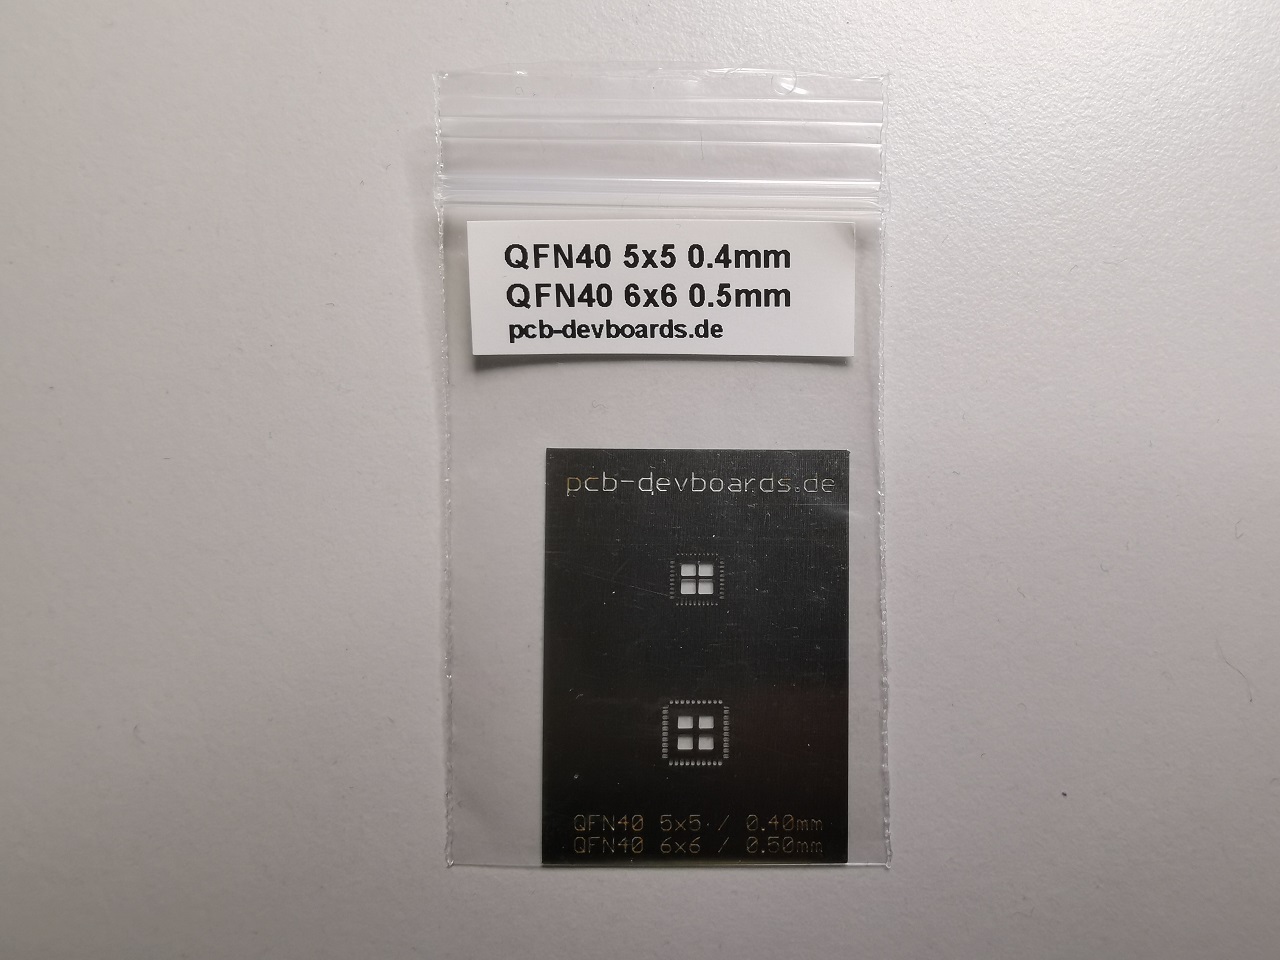 QFN40 5x5 0.4mm
QFN40 6x6 0.5mm
pcb-devboards.de
pcb-devboards.de
QFN40 5x5 / 0.40mm
QFN40 6x6 / 0.50mm